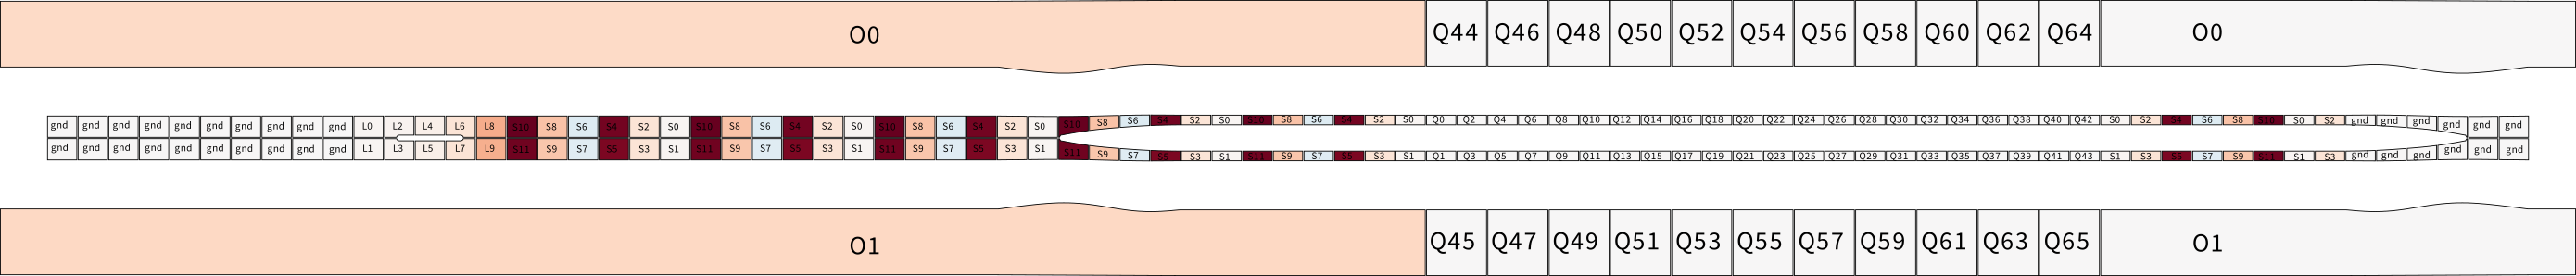 O0 Q44 Q46 Q48 Q50 Q52 Q54 Q56 Q58 Q60 Q62 Q64 O0
gnd gnd gnd gnd gnd gnd gnd gnd gnd gnd L0 L2 L4 L6 L8 S10 S8 S6 S4 S2 S0 S10 S8 S6 S4 S2 S0 S10 S8 S6 S4 S2 S0 S10 S8 S6 S4 S2 S0 S10 S8 S6 S4 S2 S0 Q0 Q2 Q4 Q6 Q8 Q10 Q12 Q14 Q16 Q18 Q20 Q22 Q24 Q26 Q28 Q30 Q32 Q34 Q36 Q38 Q40 Q42 S0 S2 S4 S6 S8 S10 S0 S2 gnd gnd gnd gnd gnd gnd
gnd gnd gnd gnd gnd gnd gnd gnd gnd gnd L1 L3 L5 L7 L9 S11 S9 S7 S5 S3 S1 S11 S9 S7 S5 S3 S1 S11 S9 S7 S5 S3 S1 S11 S9 S7 S5 S3 S1 S11 S9 S7 S5 S3 S1 Q1 Q3 Q5 Q7 Q9 Q11 Q13 Q15 Q17 Q19 Q21 Q23 Q25 Q27 Q29 Q31 Q33 Q35 Q37 Q39 Q41 Q43 S1 S3 S5 S7 S9 S11 S1 S3 gnd gnd gnd gnd gnd gnd
O1 Q45 Q47 Q49 Q51 Q53 Q55 Q57 Q59 Q61 Q63 Q65 O1